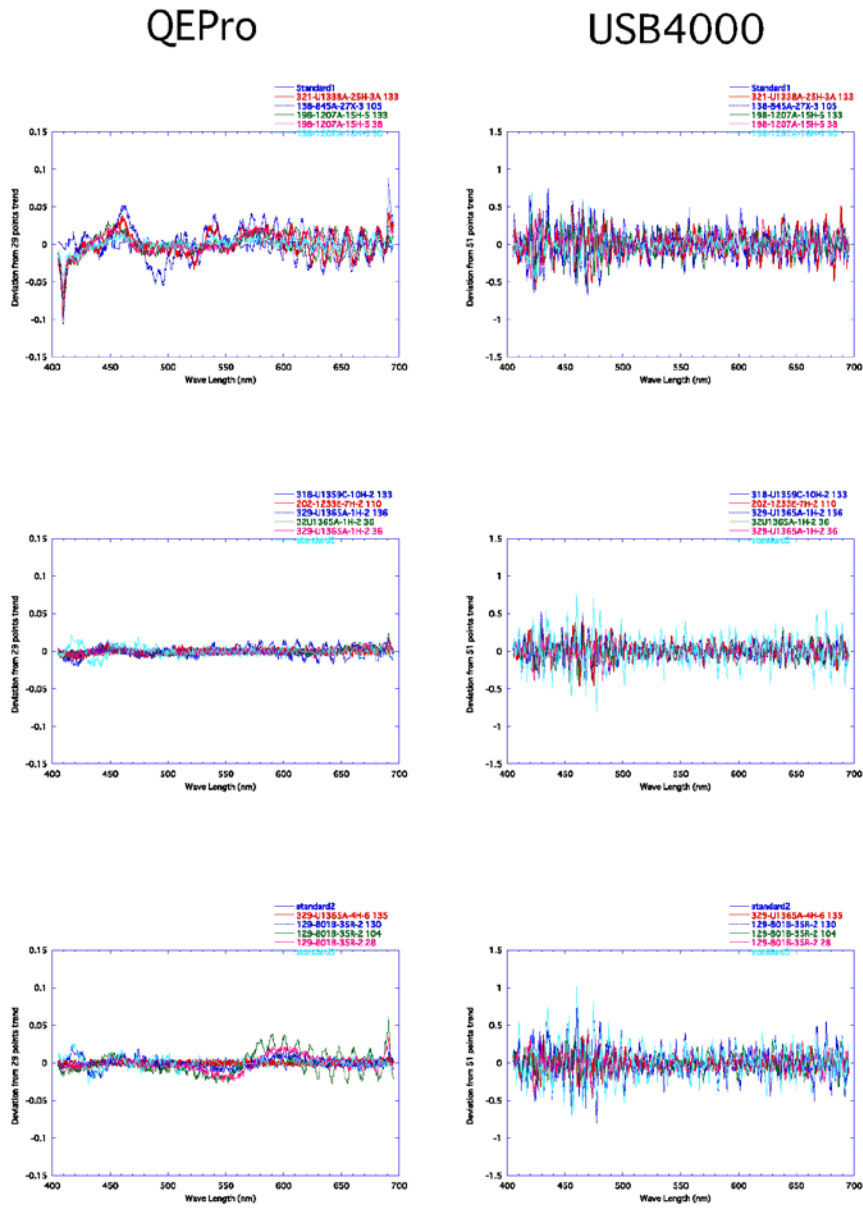 QEPro
USB4000
Standard1
321-U1338A-25H-3A 133
138-845A-27X-3 105
198-1207A-15H-5 133
198-1207A-15H-5 38
0.15
0.1
0.05
0
-0.05
-0.1
-0.15
400 450 500 550 600 650 700
Wave Length (nm)
Deviation from 29 points trend
Standard1
321-U1338A-25H-3A 133
138-845A-27X-3 105
198-1207A-15H-5 133
198-1207A-15H-5 38
1.5
1
0.5
0
-0.5
-1
-1.5
400 450 500 550 600 650 700
Wave Length (nm)
Deviation from 51 points trend
318-U1359C-10H-2 133
202-1233E-7H-2 110
329-U1365A-1H-2 136
32U1365A-1H-2 36
329-U1365A-1H-2 36
standard2
0.15
0.1
0.05
0
-0.05
-0.1
-0.15
400 450 500 550 600 650 700
Wave Length (nm)
Deviation from 29 points trend
318-U1359C-10H-2 133
202-1233E-7H-2 110
329-U1365A-1H-2 136
32U1365A-1H-2 36
329-U1365A-1H-2 36
standard2
1.5
1
0.5
0
-0.5
-1
-1.5
400 450 500 550 600 650 700
Wave Length (nm)
Deviation from 51 points trend
standard2
329-U1365A-4H-6 135
129-801B-35R-2 130
129-801B-35R-2 104
129-801B-35R-2 28
0.15
0.1
0.05
0
-0.05
-0.1
-0.15
400 450 500 550 600 650 700
Wave Length (nm)
Deviation from 29 points trend
standard2
329-U1365A-4H-6 135
129-801B-35R-2 130
129-801B-35R-2 104
129-801B-35R-2 28
1.5
1
0.5
0
-0.5
-1
-1.5
400 450 500 550 600 650 700
Wave Length (nm)
Deviation from 51 points trend